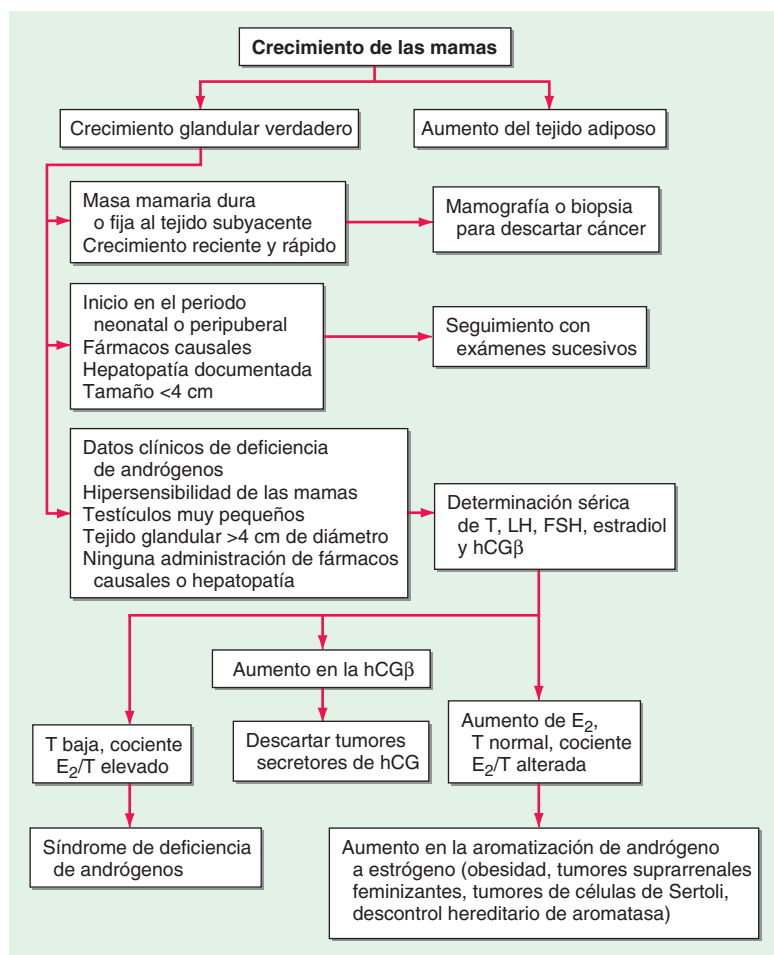 Crecimiento de las mamas
Crecimiento glandular verdadero
Aumento del tejido adiposo
Masa mamaria dura
o fija al tejido subyacente
Crecimiento reciente y rápido
Mamografía o biopsia
para descartar cáncer
Inicio en el periodo
neonatal o peripuberal
Fármacos causales
Hepatopatía documentada
Tamaño <4 cm
Seguimiento con
exámenes sucesivos
Datos clínicos de deficiencia
de andrógenos
Hipersensibilidad de las mamas
Testículos muy pequeños
Tejido glandular >4 cm de diámetro
Ninguna administración de fármacos
causales o hepatopatía
Determinación sérica
de T, LH, FSH, estradiol
y hCGβ
Aumento en la hCGβ
T baja, cociente
E₂/T elevado
Descartar tumores
secretores de hCG
Aumento de E₂,
T normal, cociente
E₂/T alterada
Síndrome de deficiencia
de andrógenos
Aumento en la aromatización de andrógeno
a estrógeno (obesidad, tumores suprarrenales
feminizantes, tumores de células de Sertoli,
descontrol hereditario de aromatasa)